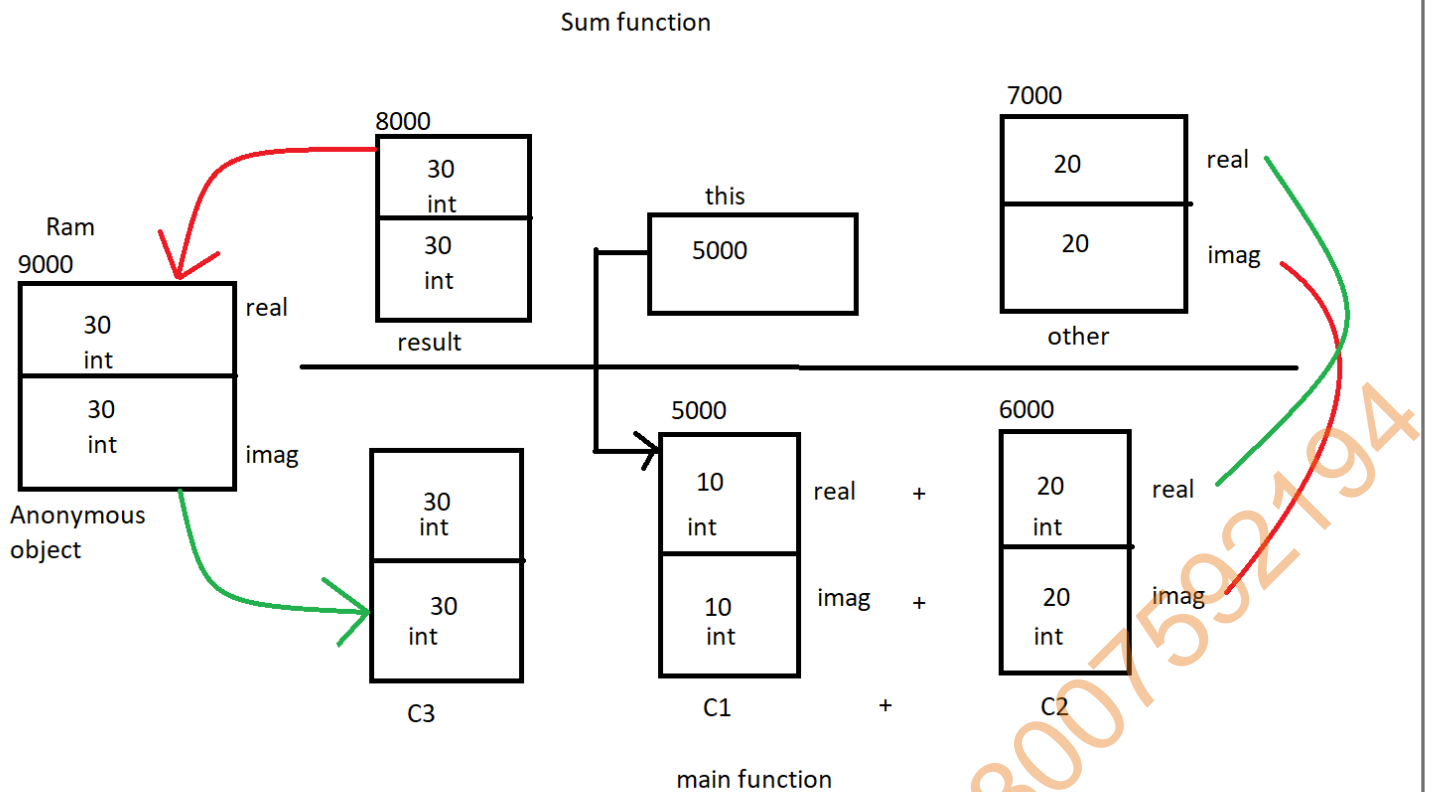 Sum function
7000
8000
20
real
30
int
this
Ram
5000
20
imag
30
int
9000
real
result
other
30
int
30
int
imag
Anonymous
object
5000
6000
30
int
10
int
real
+
20
int
real
30
int
10
int
imag
+
20
int
imag
C3
C1
+
C2
main function
3007592194